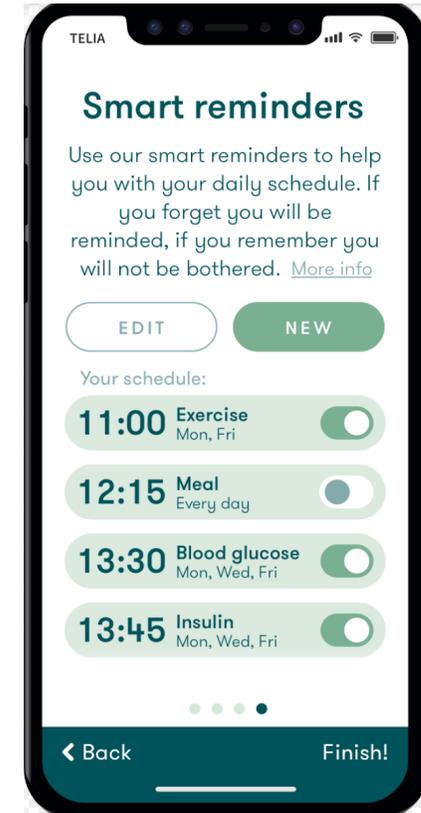 TELIA
Smart reminders
Use our smart reminders to help
you with your daily schedule. If
you forget you will be
reminded, if you remember you
will not be bothered. More info
EDIT NEW
Your schedule:
11:00 Exercise
Mon, Fri
12:15 Meal
Every day
13:30 Blood glucose
Mon, Wed, Fri
13:45 Insulin
Mon, Wed, Fri
Back Finish!